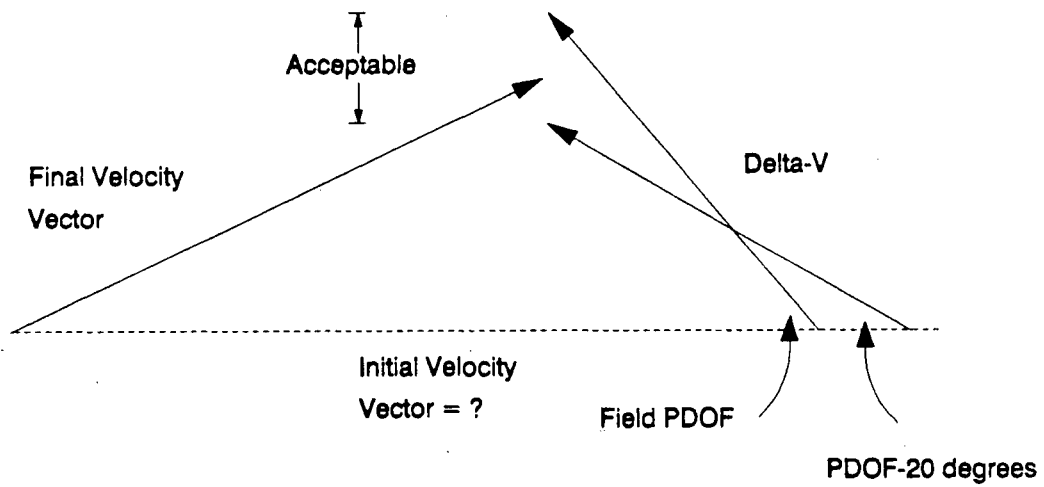 Acceptable
Final Velocity
Vector
Delta-V
Initial Velocity
Vector = ?
Field PDOF
PDOF-20 degrees